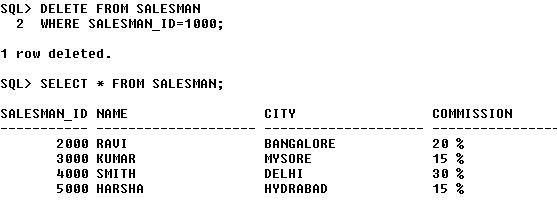 SQL> DELETE FROM SALESMAN
2 WHERE SALESMAN_ID=1000;
1 row deleted.
SQL> SELECT * FROM SALESMAN;
SALESMAN_ID NAME CITY COMMISSION
----------- -------------------- -------------------- ---------------
2000 RAVI BANGALORE 20 %
3000 KUMAR MYSORE 15 %
4000 SMITH DELHI 30 %
5000 HARSHA HYDRABAD 15 %